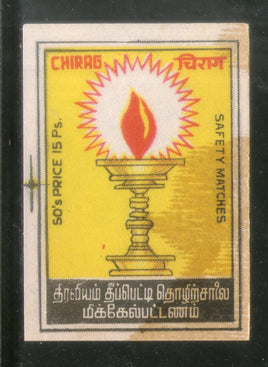 CHIRAG चिराग
50's PRICE 15 Ps.
SAFETY MATCHES
திரவியம் தீப்பெட்டி தொழிற்சாலை
மிக்கேல்பட்டணம்